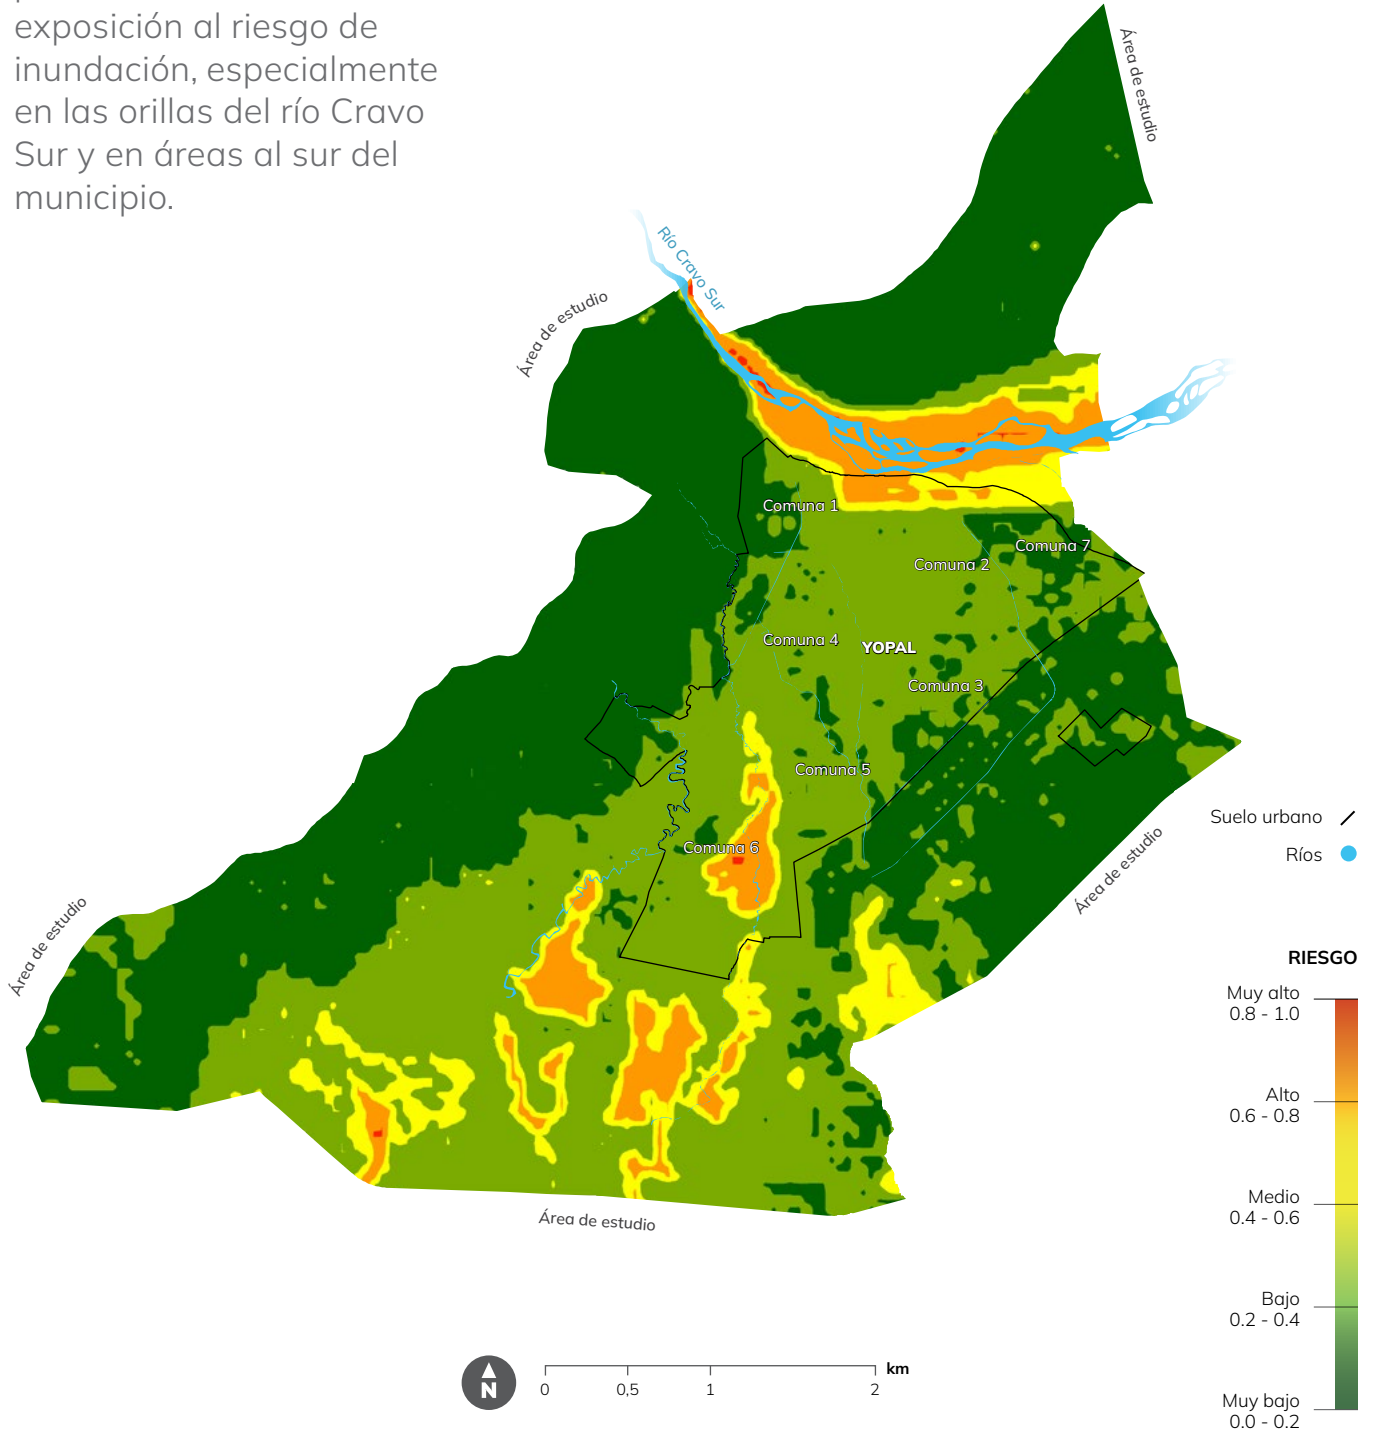 exposición al riesgo de
inundación, especialmente
en las orillas del río Cravo
Sur y en áreas al sur del
municipio.
Área de estudio
Río Cravo Sur
Área de estudio
Comuna 1
Comuna 7
Comuna 2
Comuna 4
YOPAL
Comuna 3
Comuna 5
Comuna 6
Área de estudio
Área de estudio
Área de estudio
Suelo urbano
Ríos
RIESGO
Muy alto
0.8 - 1.0
Alto
0.6 - 0.8
Medio
0.4 - 0.6
Bajo
0.2 - 0.4
Muy bajo
0.0 - 0.2
N
km
0
0,5
1
2